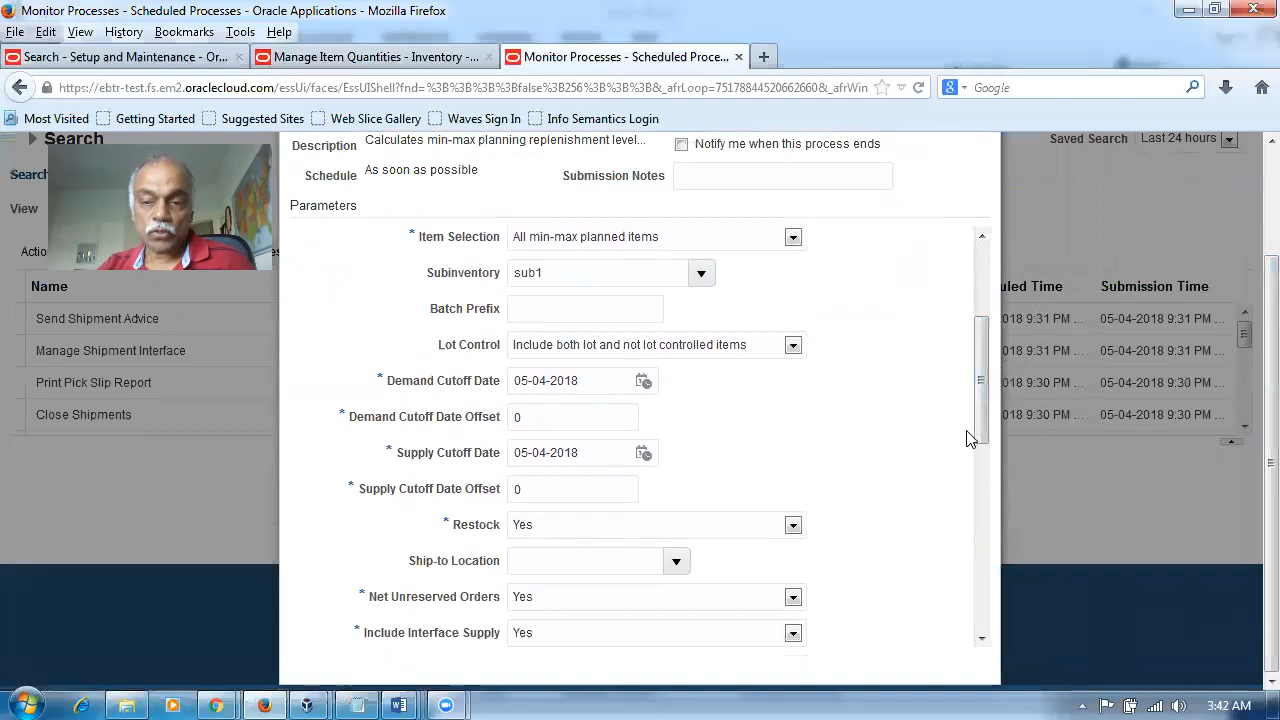 Monitor Processes - Scheduled Processes - Oracle Applications - Mozilla Firefox
File Edit View History Bookmarks Tools Help
Search - Setup and Maintenance - Or...
Manage Item Quantities - Inventory -...
Monitor Processes - Scheduled Proce...
https://ebtr-test.fs.em2.oraclecloud.com/essUi/faces/EssUIShell?fnd=%3B%3B%3Bfalse%3B256%3B%3B%3B&_afrLoop=75178844520662660&_afrWin
Google
Most Visited Getting Started Suggested Sites Web Slice Gallery Waves Sign In Info Semantics Login
Search
Saved Search Last 24 hours
Description Calculates min-max planning replenishment level... Notify me when this process ends
Schedule As soon as possible Submission Notes
Parameters
* Item Selection All min-max planned items
Subinventory sub1
Batch Prefix
Lot Control Include both lot and not lot controlled items
* Demand Cutoff Date 05-04-2018
* Demand Cutoff Date Offset 0
* Supply Cutoff Date 05-04-2018
* Supply Cutoff Date Offset 0
* Restock Yes
Ship-to Location
* Net Unreserved Orders Yes
* Include Interface Supply Yes
View
Name
Send Shipment Advice
Manage Shipment Interface
Print Pick Slip Report
Close Shipments
Submission Time
05-04-2018 9:31 PM ...
05-04-2018 9:31 PM ...
05-04-2018 9:30 PM ...
05-04-2018 9:30 PM ...
3:42 AM